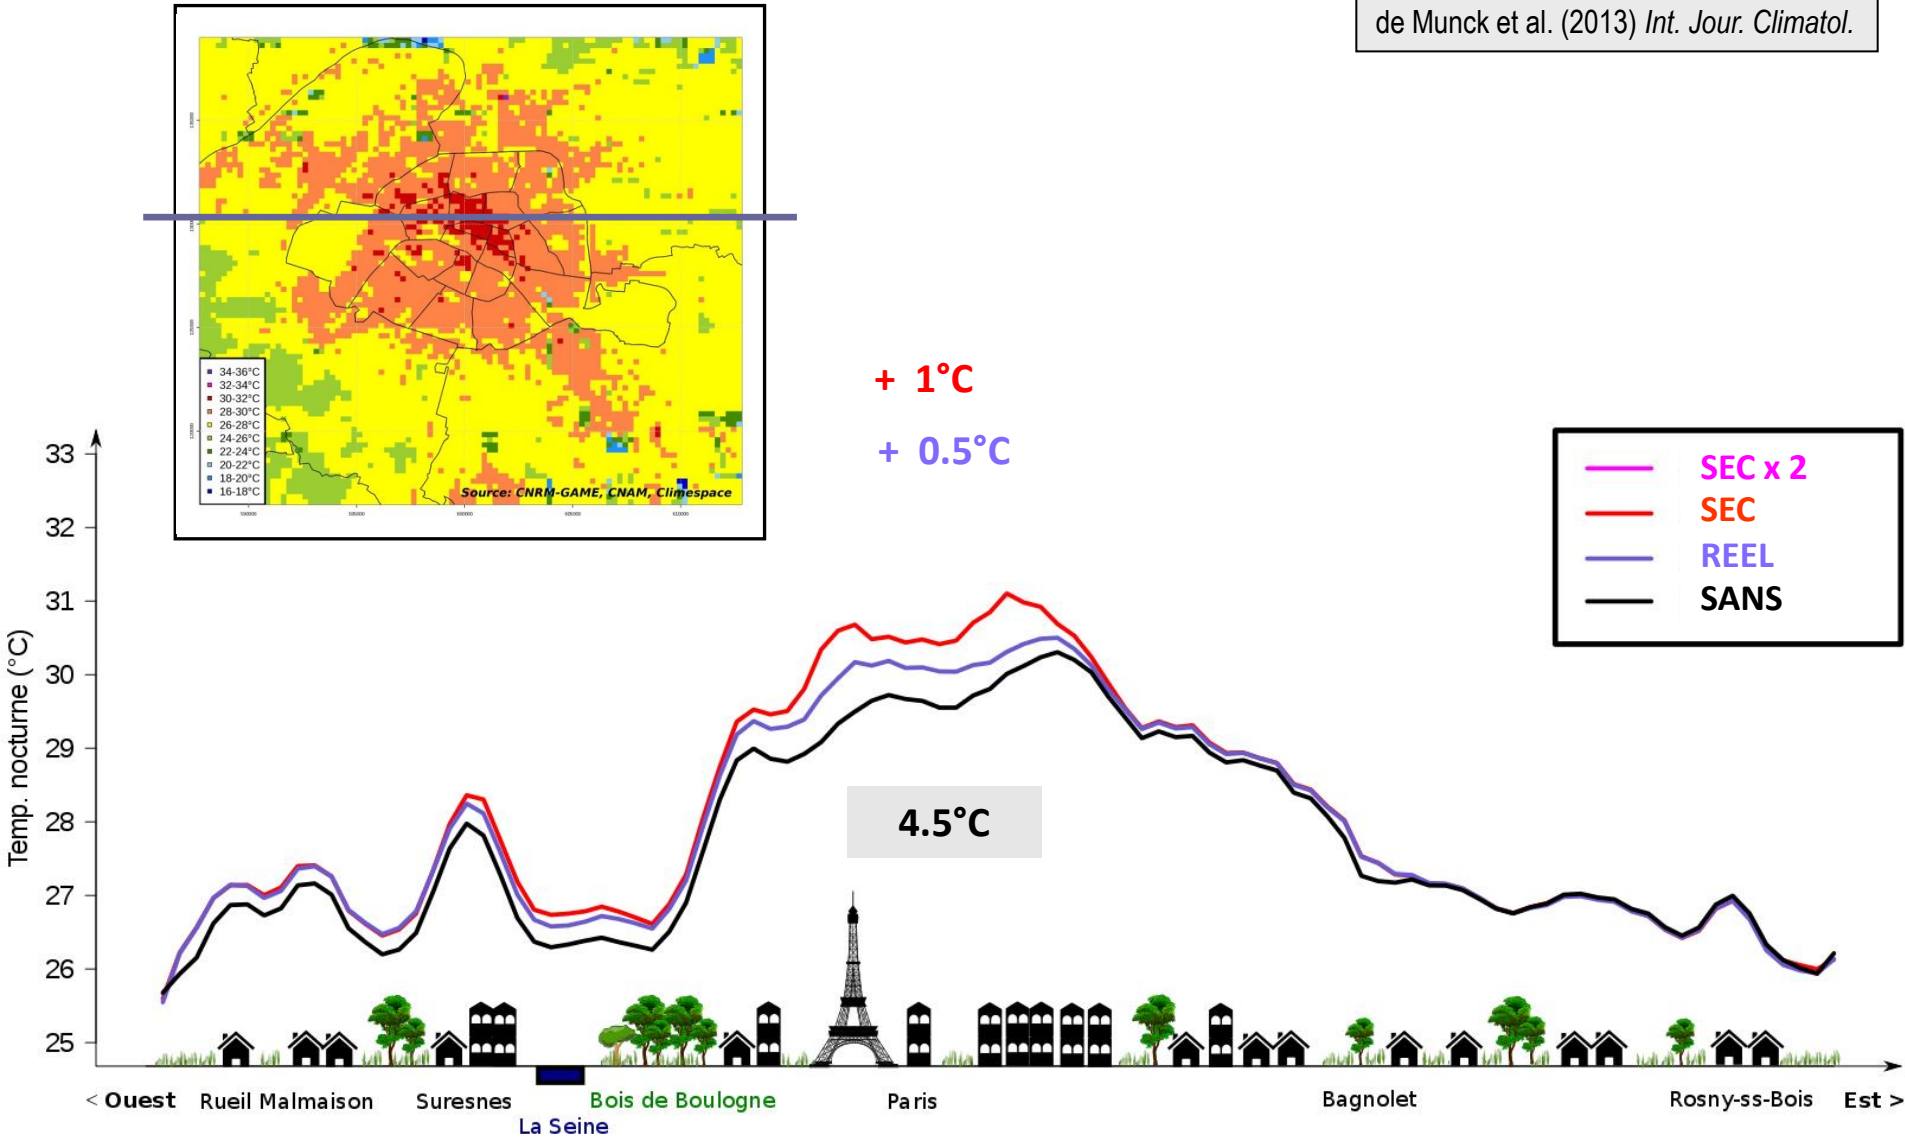 de Munck et al. (2013) Int. Jour. Climatol.
34-36°C
32-34°C
30-32°C
28-30°C
26-28°C
24-26°C
22-24°C
20-22°C
18-20°C
16-18°C
Source: CNRM-GAME, CNAM, Climespace
+ 1°C
+ 0.5°C
SEC x 2
SEC
REEL
SANS
33
32
31
30
29
28
27
26
25
Temp. nocturne (°C)
4.5°C
< Ouest Rueil Malmaison Suresnes Bois de Boulogne Paris Bagnolet Rosny-ss-Bois Est >
La Seine